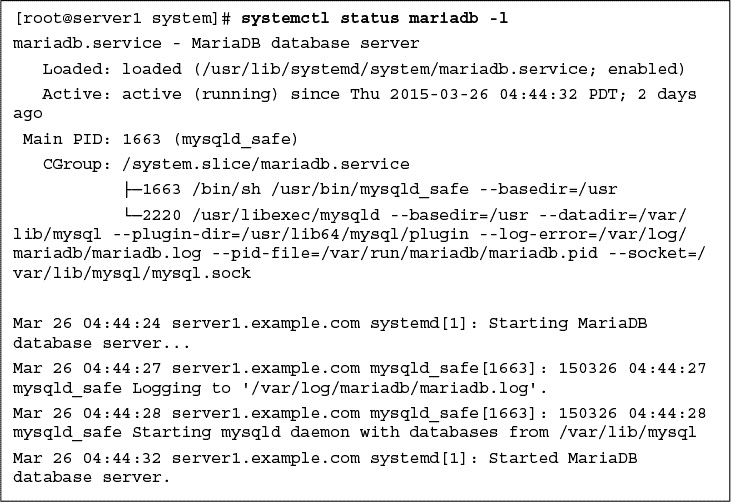 [root@server1 system]# systemctl status mariadb -l
mariadb.service - MariaDB database server
Loaded: loaded (/usr/lib/systemd/system/mariadb.service; enabled)
Active: active (running) since Thu 2015-03-26 04:44:32 PDT; 2 days
ago
Main PID: 1663 (mysqld_safe)
CGroup: /system.slice/mariadb.service
├─1663 /bin/sh /usr/bin/mysqld_safe --basedir=/usr
└─2220 /usr/libexec/mysqld --basedir=/usr --datadir=/var/
lib/mysql --plugin-dir=/usr/lib64/mysql/plugin --log-error=/var/log/
mariadb/mariadb.log --pid-file=/var/run/mariadb/mariadb.pid --socket=/
var/lib/mysql/mysql.sock
Mar 26 04:44:24 server1.example.com systemd[1]: Starting MariaDB
database server...
Mar 26 04:44:27 server1.example.com mysqld_safe[1663]: 150326 04:44:27
mysqld_safe Logging to '/var/log/mariadb/mariadb.log'.
Mar 26 04:44:28 server1.example.com mysqld_safe[1663]: 150326 04:44:28
mysqld_safe Starting mysqld daemon with databases from /var/lib/mysql
Mar 26 04:44:32 server1.example.com systemd[1]: Started MariaDB
database server.